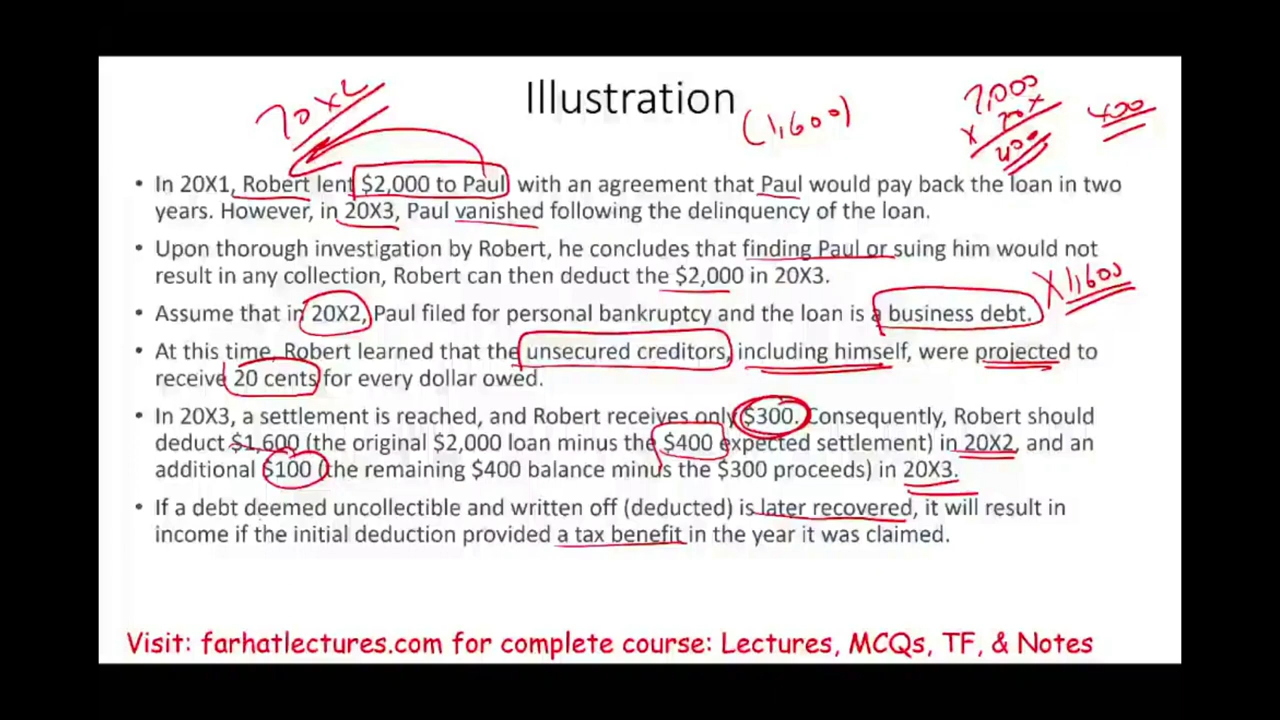 Illustration
20X2
(1,600)
2,000
X 20%
400
400
• In 20X1, Robert lent $2,000 to Paul with an agreement that Paul would pay back the loan in two
years. However, in 20X3, Paul vanished following the delinquency of the loan.
• Upon thorough investigation by Robert, he concludes that finding Paul or suing him would not
result in any collection, Robert can then deduct the $2,000 in 20X3.
X 1,600
• Assume that in 20X2, Paul filed for personal bankruptcy and the loan is a business debt.
• At this time, Robert learned that the unsecured creditors, including himself, were projected to
receive 20 cents for every dollar owed.
• In 20X3, a settlement is reached, and Robert receives only $300. Consequently, Robert should
deduct $1,600 (the original $2,000 loan minus the $400 expected settlement) in 20X2, and an
additional $100 (the remaining $400 balance minus the $300 proceeds) in 20X3.
• If a debt deemed uncollectible and written off (deducted) is later recovered, it will result in
income if the initial deduction provided a tax benefit in the year it was claimed.
Visit: farhatlectures.com for complete course: Lectures, MCQs, TF, & Notes